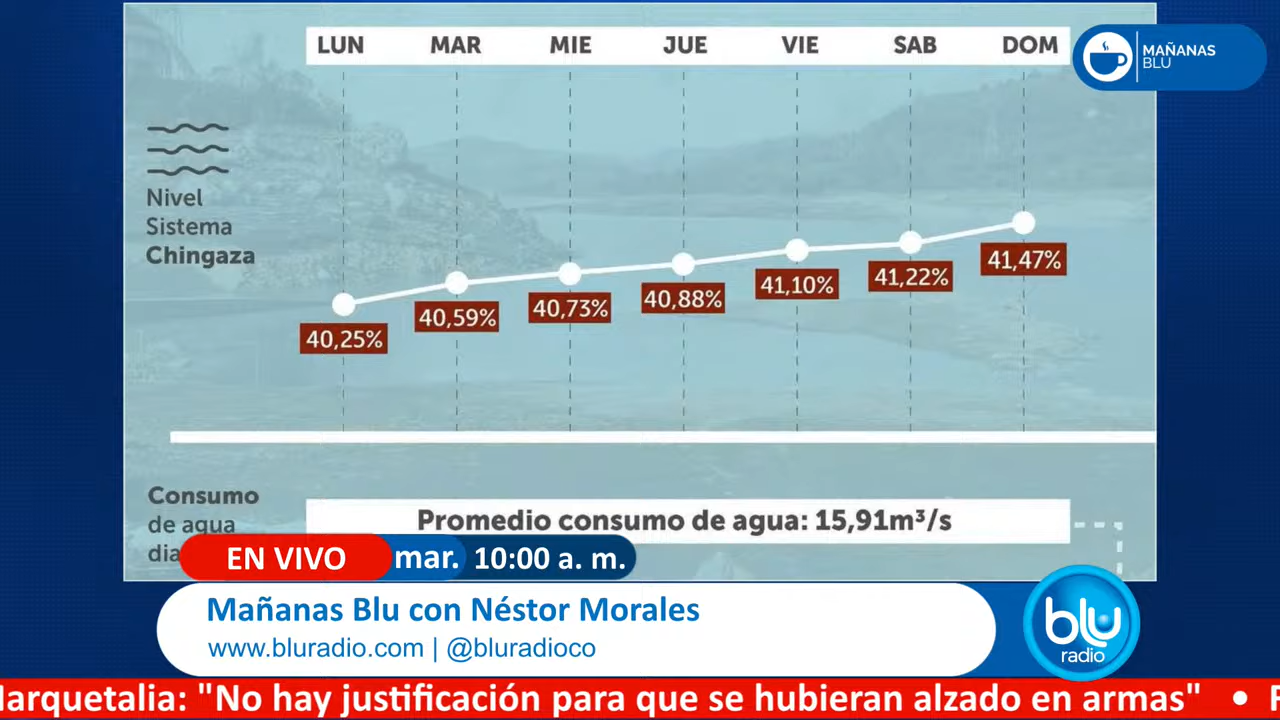 LUN MAR MIE JUE VIE SAB DOM
MAÑANAS
BLU
Nivel
Sistema
Chingaza
40,25% 40,59% 40,73% 40,88% 41,10% 41,22% 41,47%
Consumo
de agua
Promedio consumo de agua: 15,91m³/s
EN VIVO mar. 10:00 a. m.
Mañanas Blu con Néstor Morales
www.bluradio.com | @bluradioco
blu
radio
Marquetalia: "No hay justificación para que se hubieran alzado en armas" •